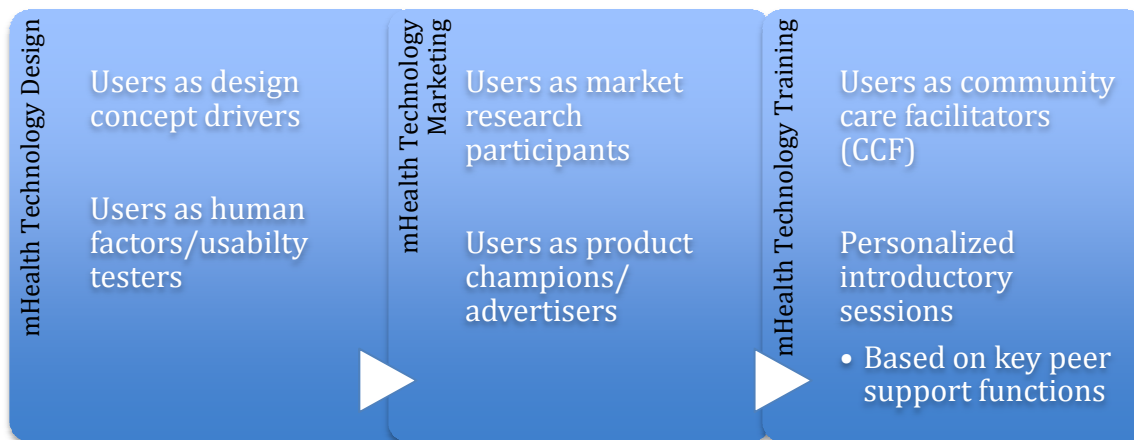 mHealth Technology Design
Users as design
concept drivers
Users as human
factors/usabilty
testers
mHealth Technology
Marketing
Users as market
research
participants
Users as product
champions/
advertisers
mHealth Technology Training
Users as community
care facilitators
(CCF)
Personalized
introductory
sessions
• Based on key peer
support functions